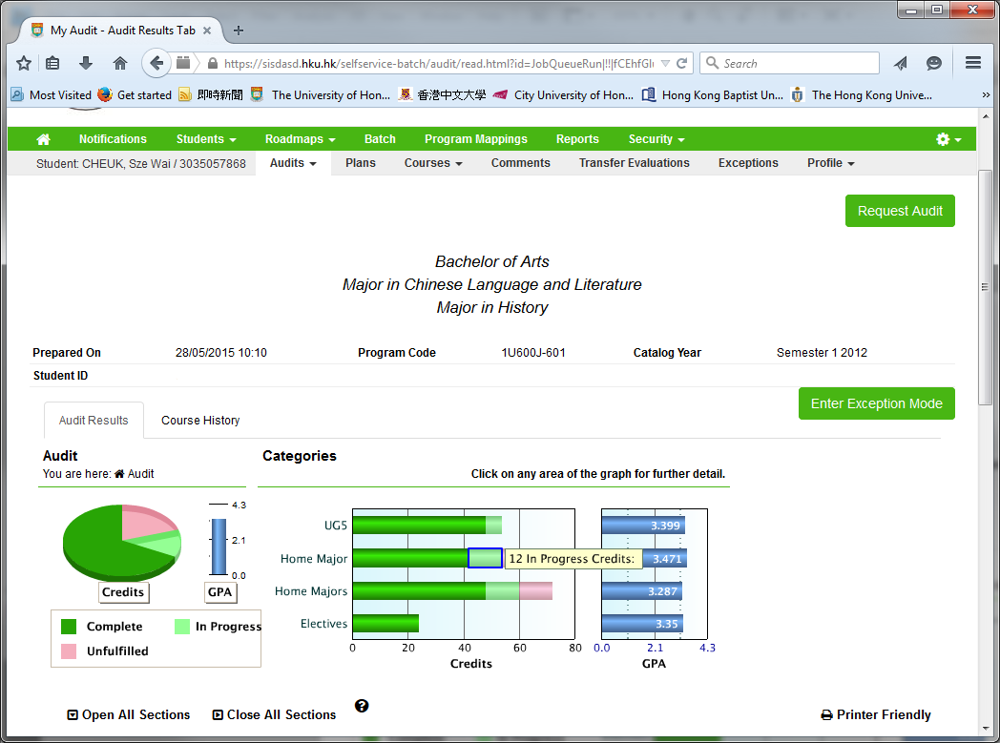 My Audit - Audit Results Tab
https://sisdasd.hku.hk/selfservice-batch/audit/read.html?id=JobQueueRun|!!|fCEhfGl
Search
Most Visited Get started 即時新聞 The University of Hon... 香港中文大學 City University of Hon... Hong Kong Baptist Un... The Hong Kong Unive... »
Notifications Students Roadmaps Batch Program Mappings Reports Security
Student: CHEUK, Sze Wai / 3035057868 Audits Plans Courses Comments Transfer Evaluations Exceptions Profile
Request Audit
Bachelor of Arts
Major in Chinese Language and Literature
Major in History
Prepared On 28/05/2015 10:10 Program Code 1U600J-601 Catalog Year Semester 1 2012
Student ID
Enter Exception Mode
Audit Results Course History
Audit Categories
You are here: Audit Click on any area of the graph for further detail.
4.3
2.1
0.0
Credits GPA
Complete In Progress
Unfulfilled
UG5 3.399
Home Major 12 In Progress Credits: 3.471
Home Majors 3.287
Electives 3.35
0 20 40 60 80 0.0 2.1 4.3
Credits GPA
Open All Sections Close All Sections ? Printer Friendly